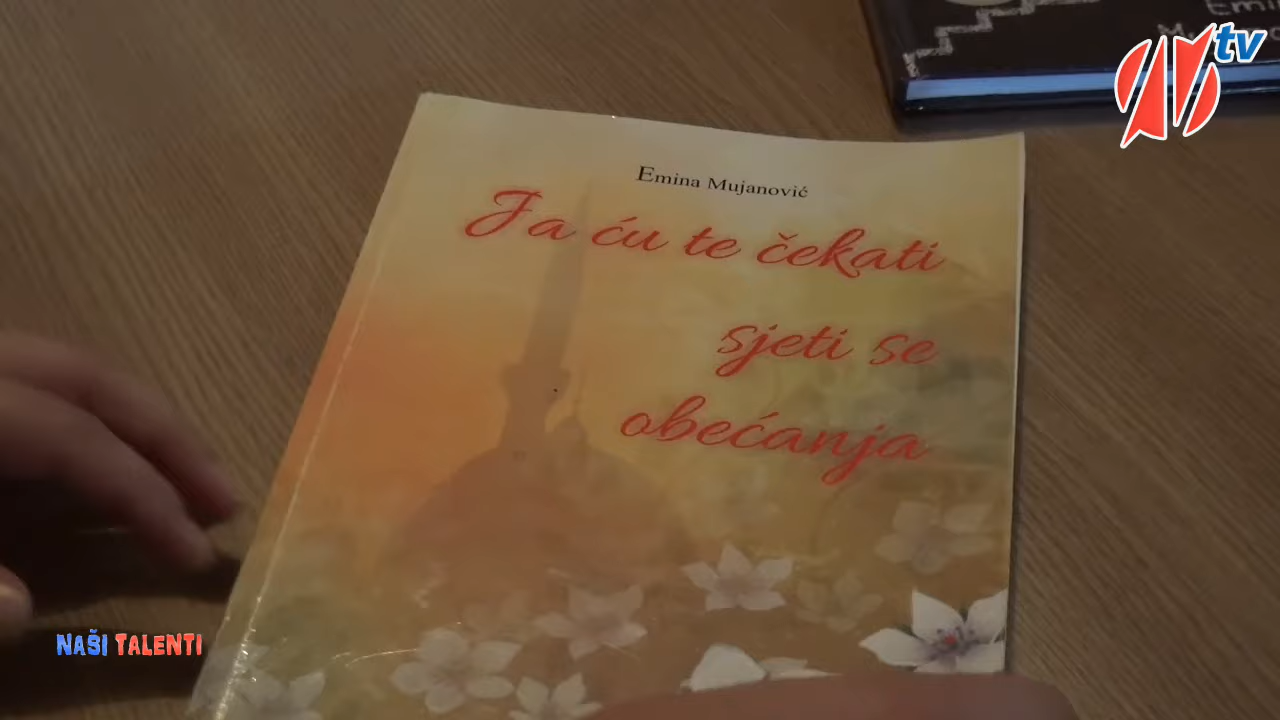 tv
Emina Mujanović
Ja ću te čekati
sjeti se
obećanja
NAŠI TALENTI